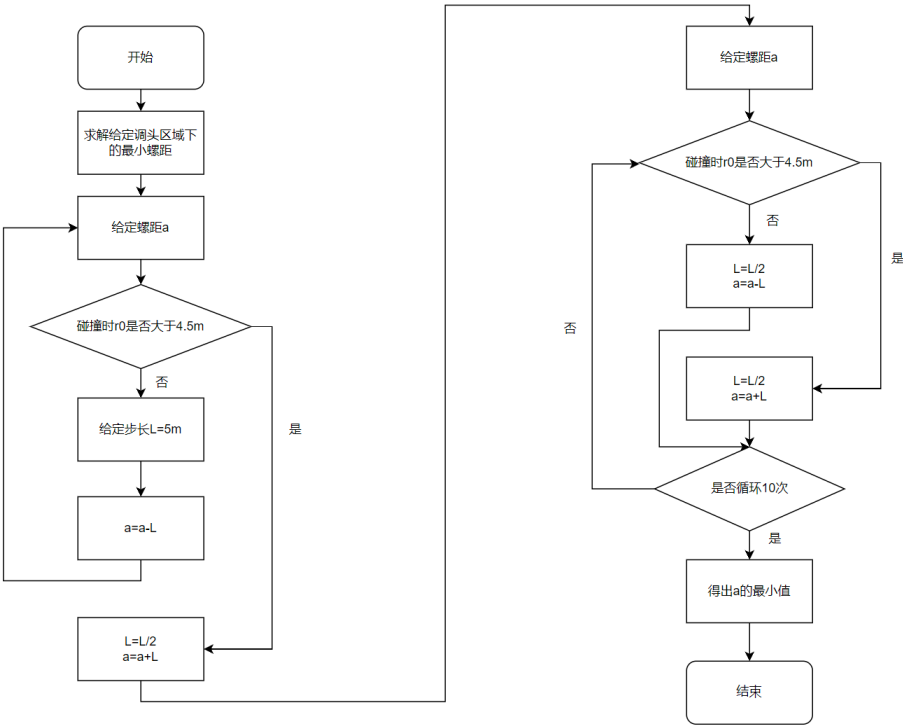 开始
求解给定调头区域下
的最小螺距
给定螺距a
碰撞时r0是否大于4.5m
否
是
给定步长L=5m
a=a-L
L=L/2
a=a+L
给定螺距a
碰撞时r0是否大于4.5m
否
是
L=L/2
a=a-L
否
L=L/2
a=a+L
是否循环10次
是
得出a的最小值
结束